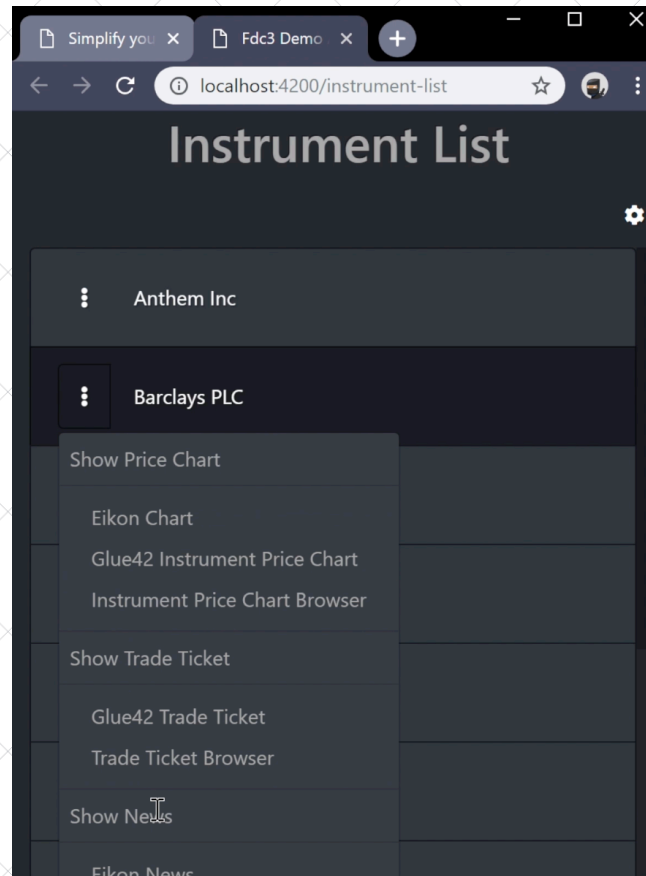 Simplify you
Fdc3 Demo
localhost:4200/instrument-list
Instrument List
Anthem Inc
Barclays PLC
Show Price Chart
Eikon Chart
Glue42 Instrument Price Chart
Instrument Price Chart Browser
Show Trade Ticket
Glue42 Trade Ticket
Trade Ticket Browser
Show News
Eikon News